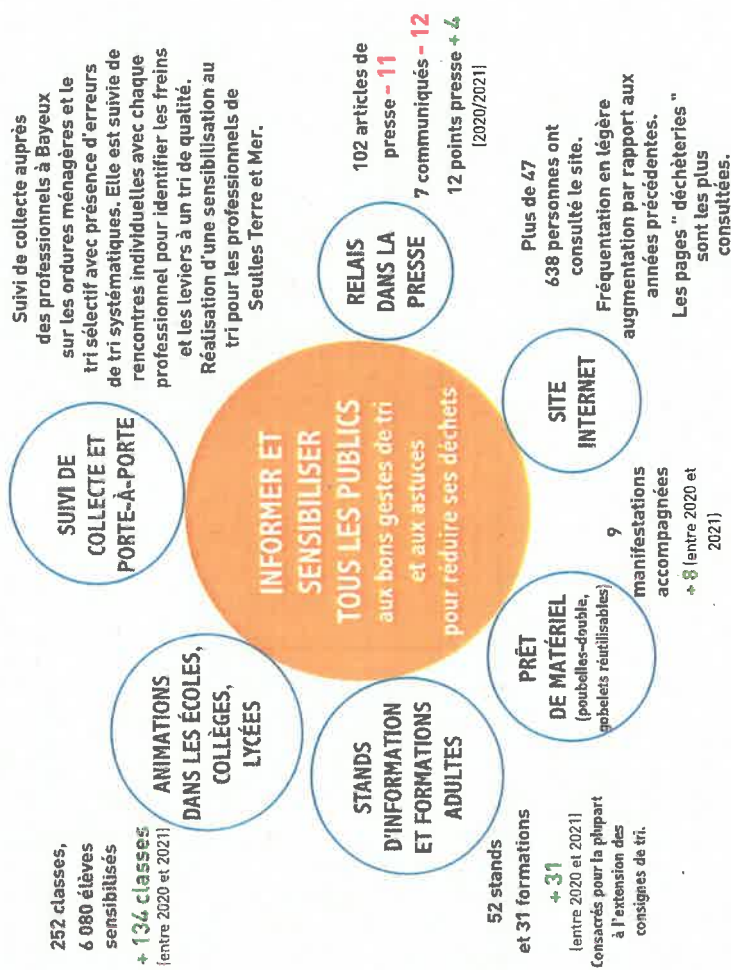 INFORMER ET
SENSIBILISER
TOUS LES PUBLICS
aux bons gestes de tri
et aux astuces
pour réduire ses déchets
ANIMATIONS
DANS LES ÉCOLES,
COLLÈGES,
LYCÉES
252 classes,
6 080 élèves
sensibilisés
+ 134 classes
(entre 2020 et 2021)
SUIVI DE
COLLECTE ET
PORTE-À-PORTE
Suivi de collecte auprès
des professionnels à Bayeux
sur les ordures ménagères et le
tri sélectif avec présence d'erreurs
de tri systématiques. Elle est suivie de
rencontres individuelles avec chaque
professionnel pour identifier les freins
et les leviers à un tri de qualité.
Réalisation d'une sensibilisation au
tri pour les professionnels de
Seulles Terre et Mer.
RELAIS
DANS LA
PRESSE
102 articles de
presse - 11
7 communiqués - 12
12 points presse + 4
(2020/2021)
SITE
INTERNET
Plus de 47
638 personnes ont
consulté le site.
Fréquentation en légère
augmentation par rapport aux
années précédentes.
Les pages " déchèteries "
sont les plus
consultées.
PRÊT
DE MATÉRIEL
(poubelles-double,
gobelets réutilisables)
9
manifestations
accompagnées
+ 8 (entre 2020 et
2021)
STANDS
D'INFORMATION
ET FORMATIONS
ADULTES
52 stands
et 31 formations
+ 31
(entre 2020 et 2021)
Consacrés pour la plupart
à l'extension des
consignes de tri.